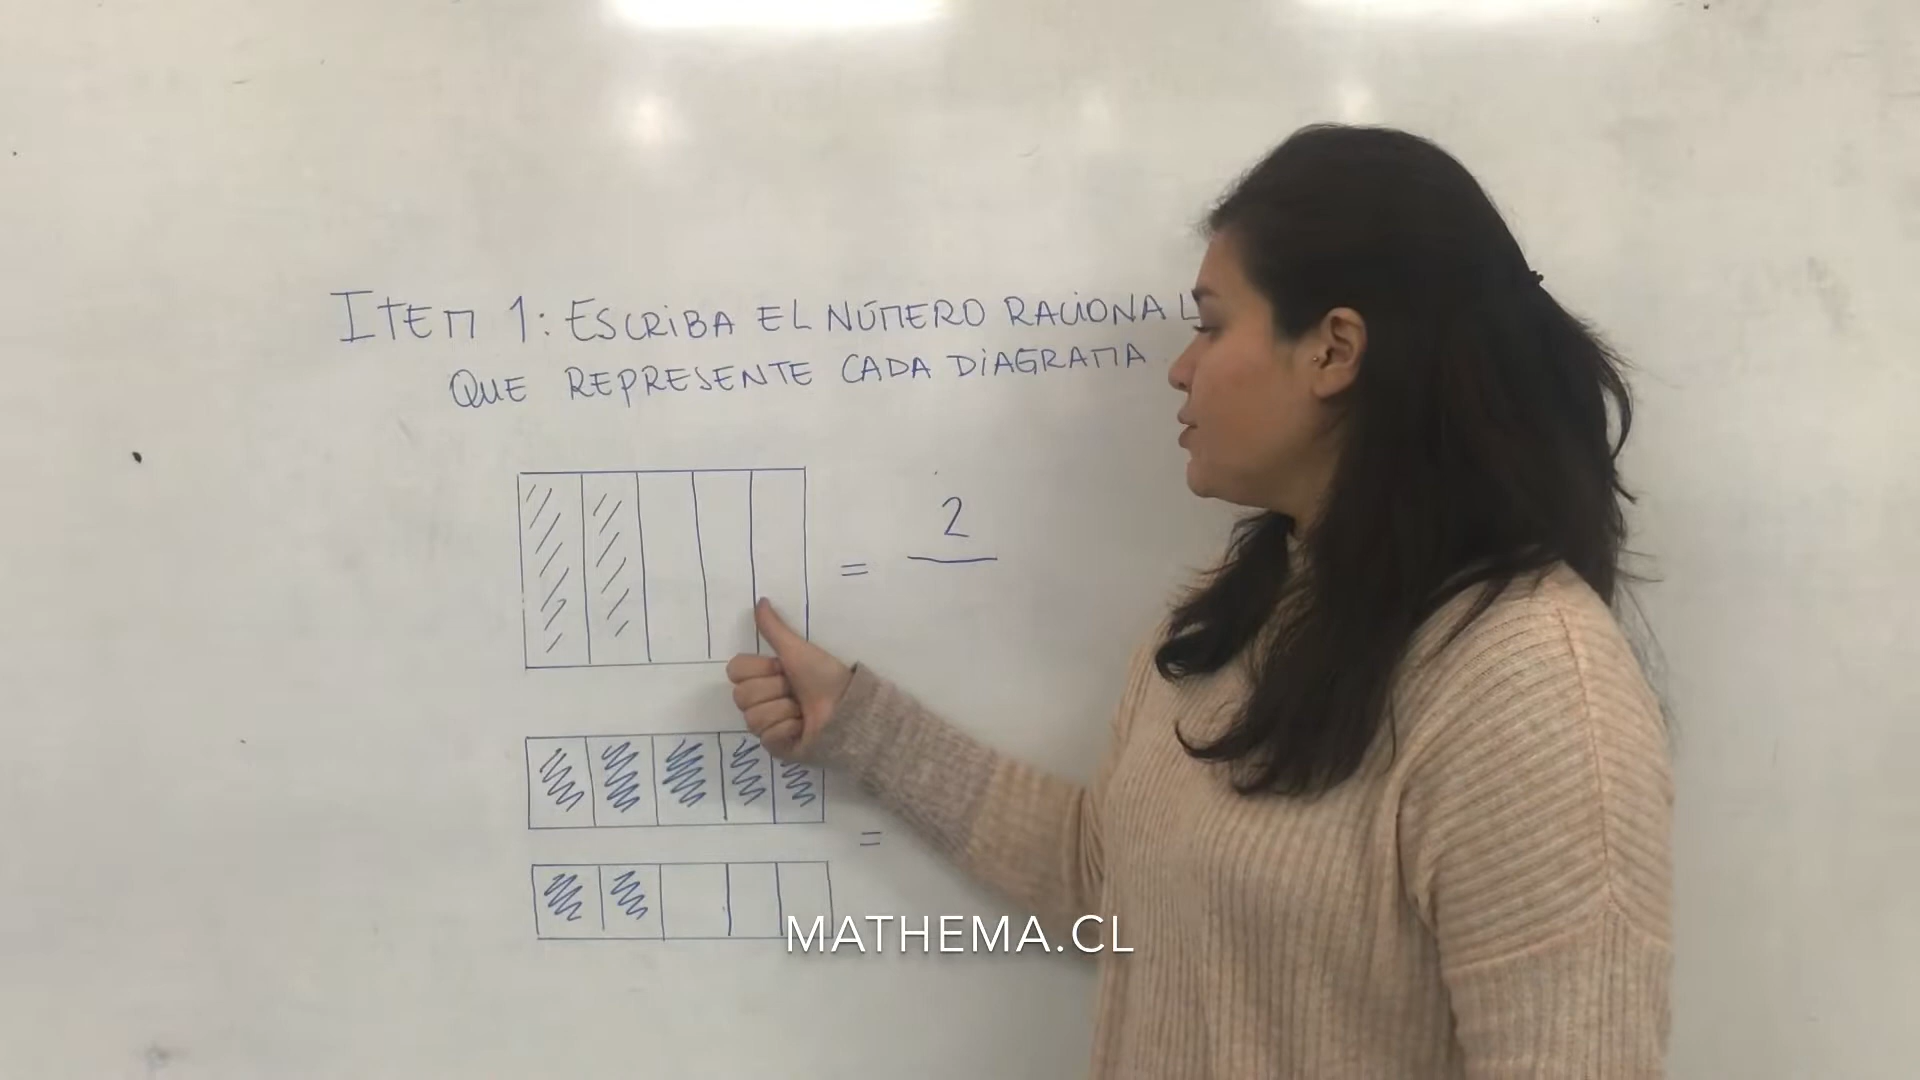 ITEM 1: ESCRIBA EL NÚMERO RACIONAL
QUE REPRESENTE CADA DIAGRAMA
= 2
=
MATHEMA.CL